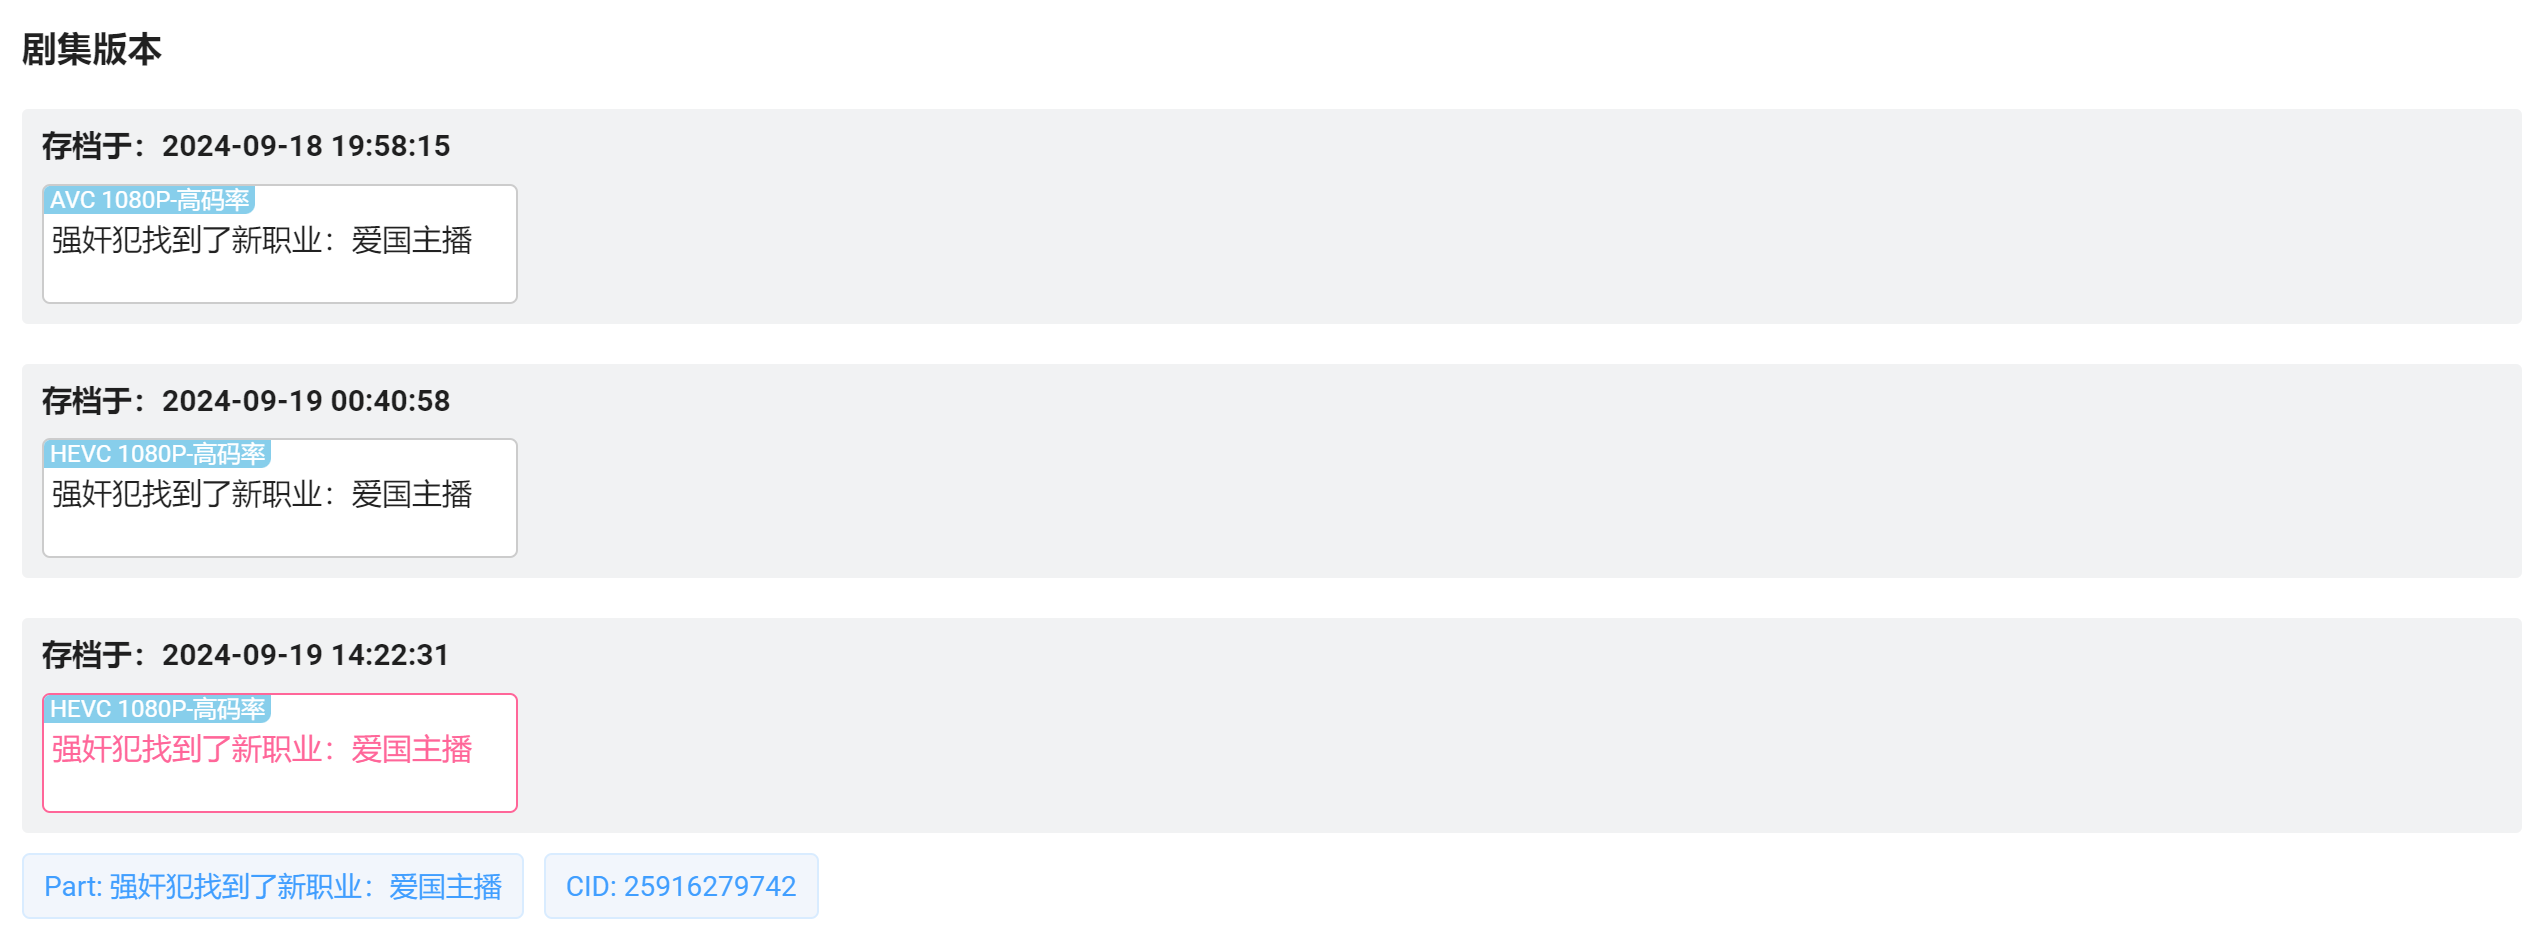 剧集版本
存档于：2024-09-18 19:58:15
AVC 1080P-高码率
强奸犯找到了新职业：爱国主播
存档于：2024-09-19 00:40:58
HEVC 1080P-高码率
强奸犯找到了新职业：爱国主播
存档于：2024-09-19 14:22:31
HEVC 1080P-高码率
强奸犯找到了新职业：爱国主播
Part: 强奸犯找到了新职业：爱国主播
CID: 25916279742